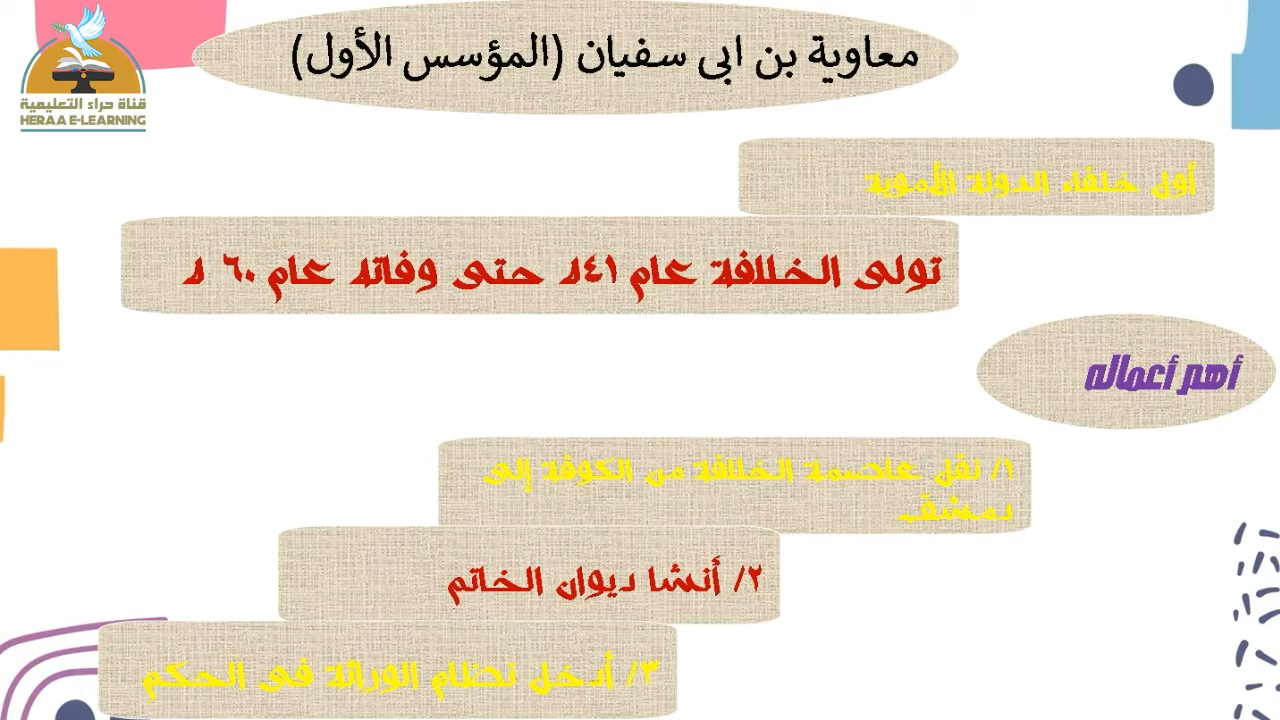 معاوية بن ابى سفيان (المؤسس الأول)
قناة حراء التعليمية
HERAA E-LEARNING
أول خلفاء الدولة الأموية
تولى الخلافة عام ٤١ه حتى وفاته عام ٦٠ ه
أهم أعماله
١/ نقل عاصمة الخلافة من الكوفة إلى
دمشق
٢/ أنشا ديوان الخاتم
٣/ أدخل نظام الوراثة فى الحكم